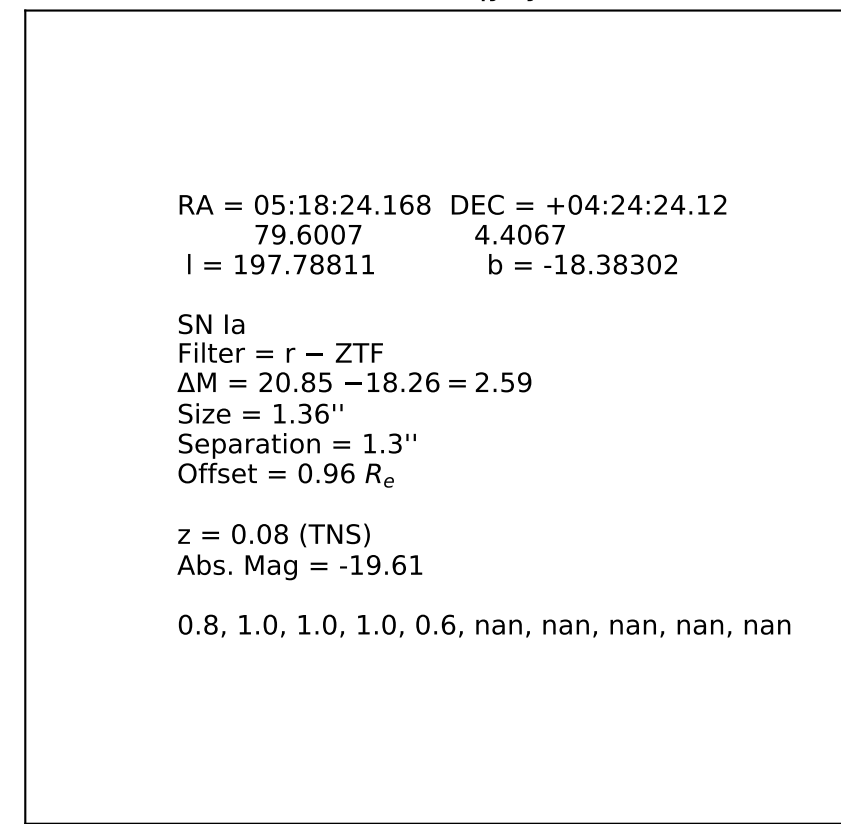 RA = 05:18:24.168 DEC = +04:24:24.12
79.6007 4.4067
l = 197.78811 b = -18.38302
SN Ia
Filter = r − ZTF
ΔM = 20.85 −18.26 = 2.59
Size = 1.36''
Separation = 1.3''
Offset = 0.96 Rₑ
z = 0.08 (TNS)
Abs. Mag = -19.61
0.8, 1.0, 1.0, 1.0, 0.6, nan, nan, nan, nan, nan